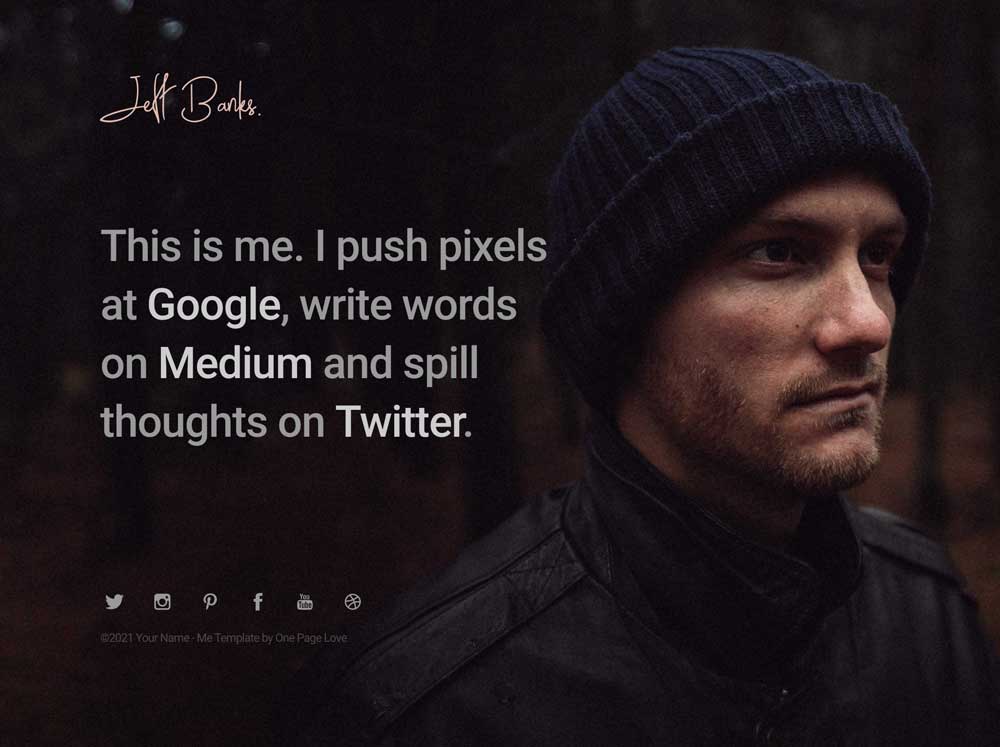 Jeff Banks.
This is me. I push pixels
at Google, write words
on Medium and spill
thoughts on Twitter.
You
Tube
©2021 Your Name - Me Template by One Page Love